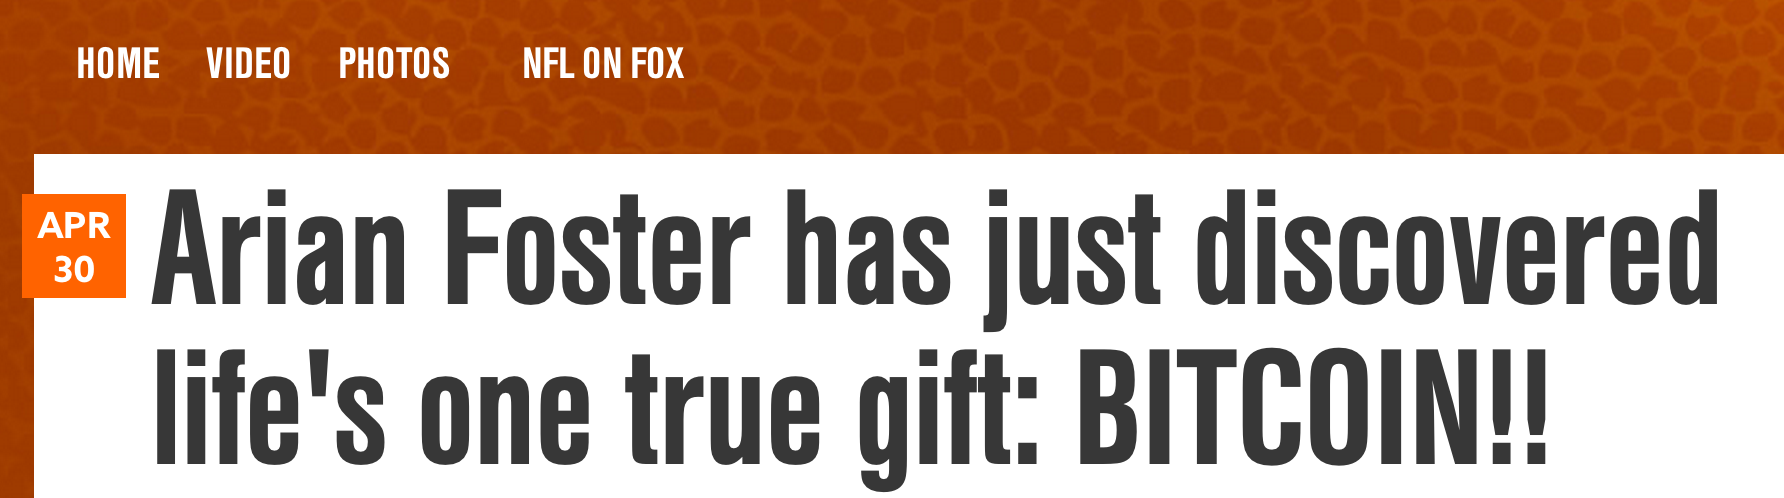 HOME VIDEO PHOTOS NFL ON FOX
APR
30
Arian Foster has just discovered
life's one true gift: BITCOIN!!